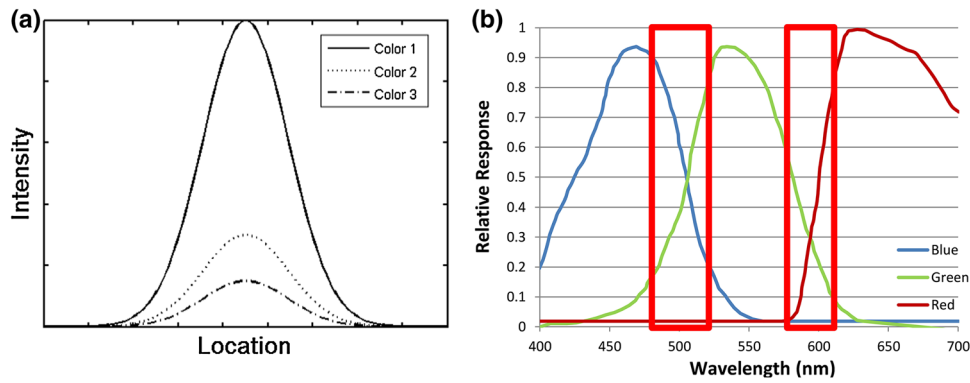 (a)
Color 1
Color 2
Color 3
Intensity
Location
(b)
1
0.9
0.8
0.7
0.6
0.5
0.4
0.3
0.2
0.1
0
Relative Response
Blue
Green
Red
400 450 500 550 600 650 700
Wavelength (nm)